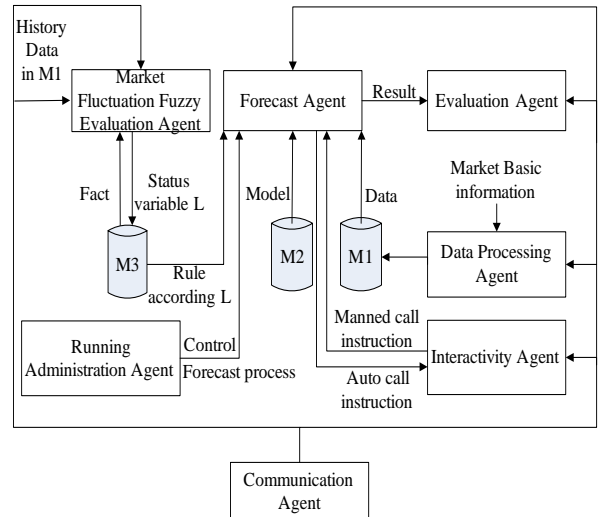 History
Data
in M1
Market
Fluctuation Fuzzy
Evaluation Agent
Forecast Agent
Result
Evaluation Agent
Fact
Status
variable L
Model
Data
Market Basic
information
M3
M2
M1
Data Processing
Agent
Rule
according L
Running
Administration Agent
Control
Forecast process
Manned call
instruction
Auto call
instruction
Interactivity Agent
Communication
Agent